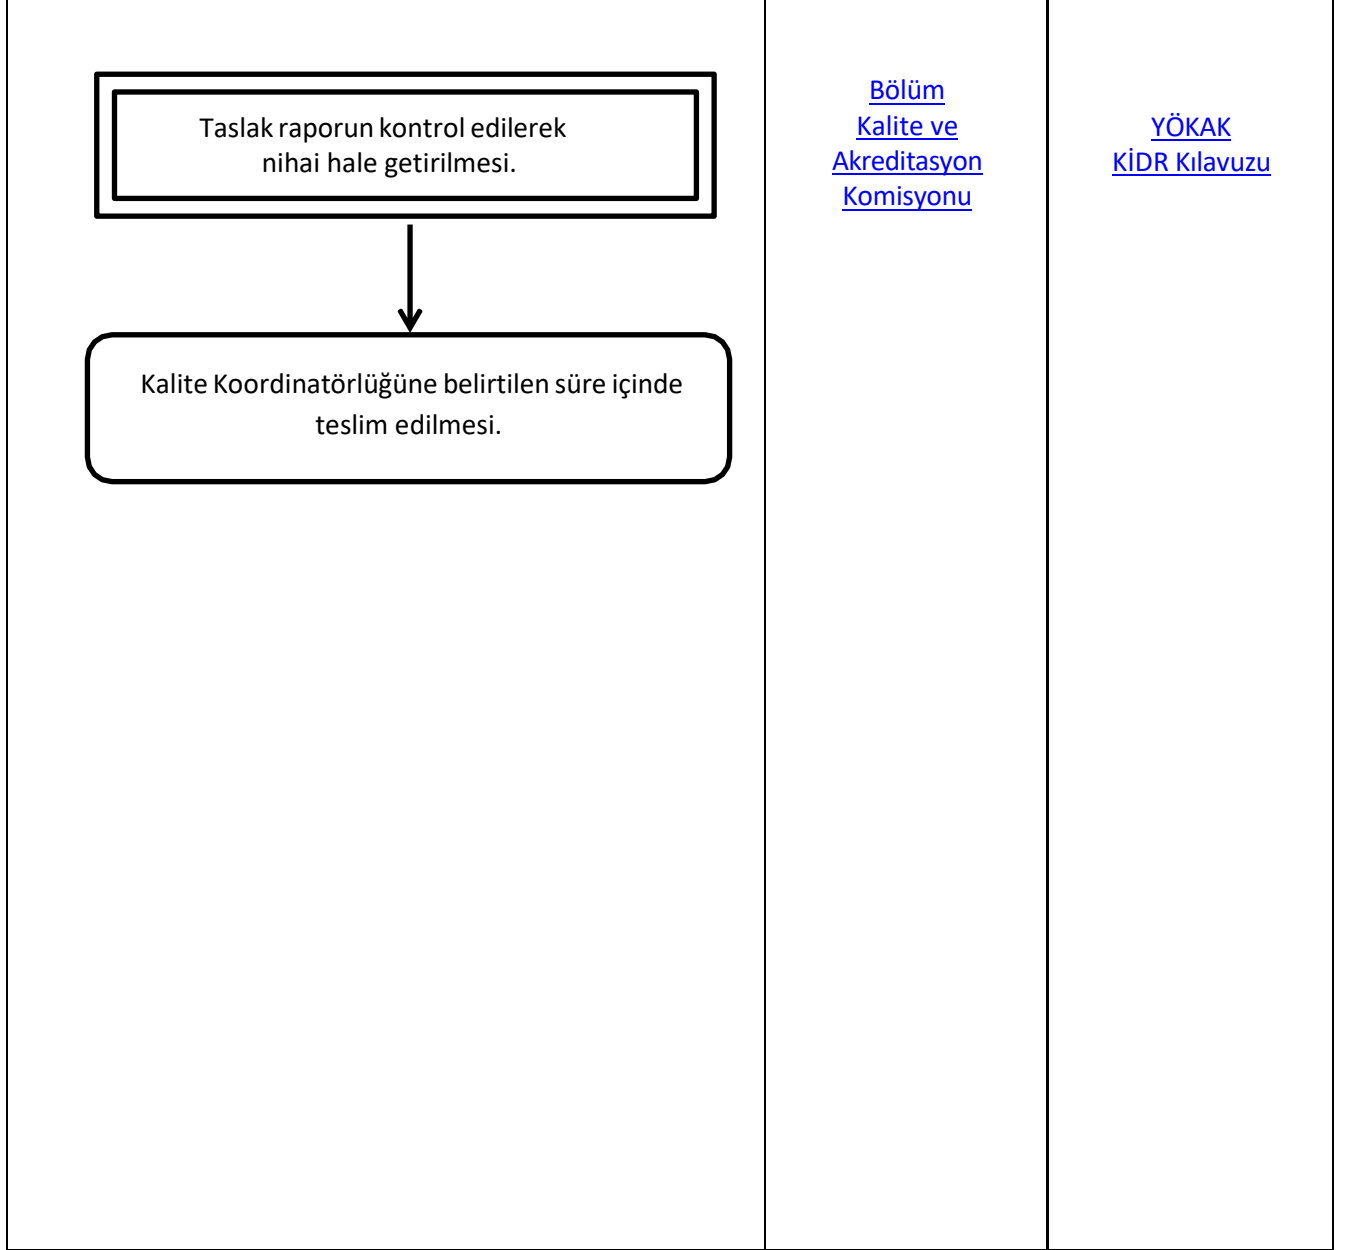 Taslak raporun kontrol edilerek
nihai hale getirilmesi.
Bölüm
Kalite ve
Akreditasyon
Komisyonu
YÖKAK
KİDR Kılavuzu
Kalite Koordinatörlüğüne belirtilen süre içinde
teslim edilmesi.